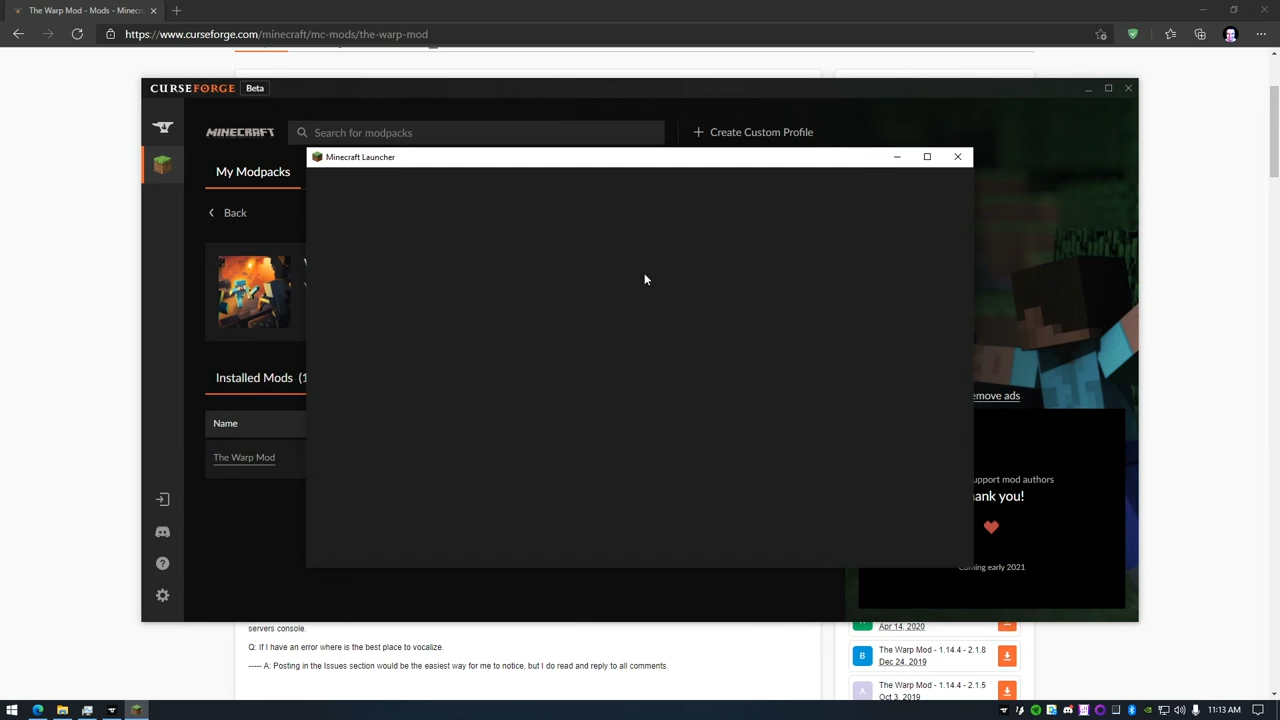 The Warp Mod - Mods - Minecraf
https://www.curseforge.com/minecraft/mc-mods/the-warp-mod
CURSEFORGE Beta
MINECRAFT
Search for modpacks
Create Custom Profile
Minecraft Launcher
My Modpacks
Back
Installed Mods (1
Name
The Warp Mod
emove ads
upport mod authors
ank you!
Coming early 2021
servers console.
Q: If I have an error where is the best place to vocalize.
----- A: Posting in the Issues section would be the easiest way for me to notice, but I do read and reply to all comments.
Apr 14, 2020
B
The Warp Mod - 1.14.4 - 2.1.8
Dec 24, 2019
A
The Warp Mod - 1.14.4 - 2.1.5
Oct 3, 2019
11:13 AM